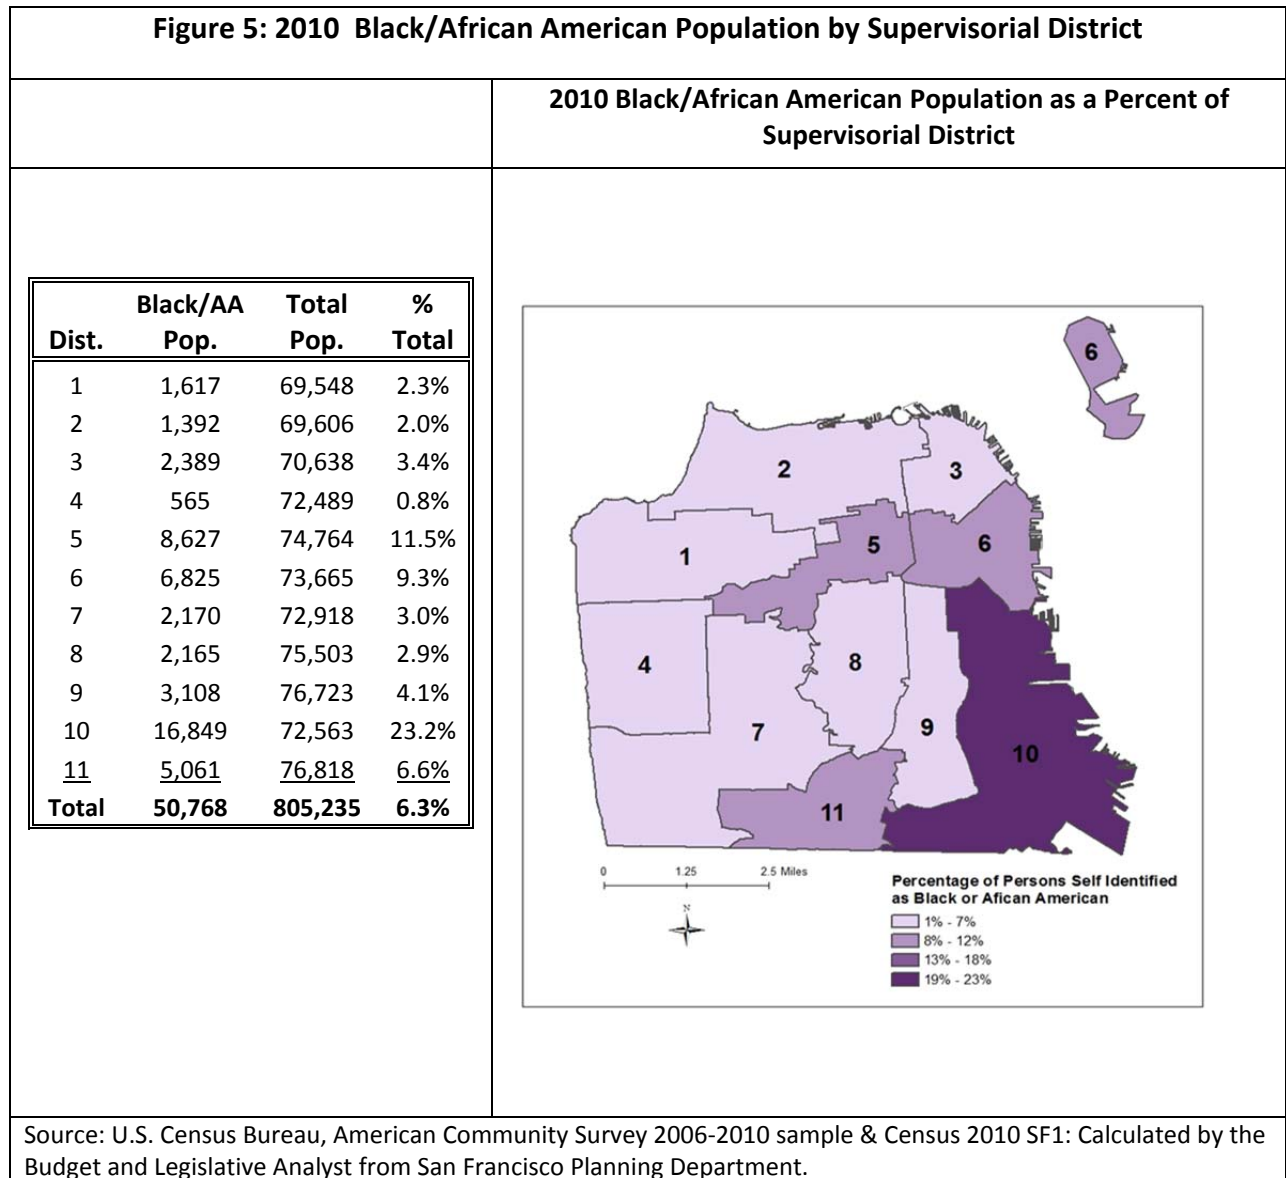 Figure 5: 2010 Black/African American Population by Supervisorial District
2010 Black/African American Population as a Percent of
Supervisorial District
Black/AA Total %
Dist. Pop. Pop. Total
1 1,617 69,548 2.3%
2 1,392 69,606 2.0%
3 2,389 70,638 3.4%
4 565 72,489 0.8%
5 8,627 74,764 11.5%
6 6,825 73,665 9.3%
7 2,170 72,918 3.0%
8 2,165 75,503 2.9%
9 3,108 76,723 4.1%
10 16,849 72,563 23.2%
11 5,061 76,818 6.6%
Total 50,768 805,235 6.3%
6
2
3
5
6
1
4
8
7
9
10
11
0 1.25 2.5 Miles
N
Percentage of Persons Self Identified
as Black or Afican American
1% - 7%
8% - 12%
13% - 18%
19% - 23%
Source: U.S. Census Bureau, American Community Survey 2006-2010 sample & Census 2010 SF1: Calculated by the
Budget and Legislative Analyst from San Francisco Planning Department.